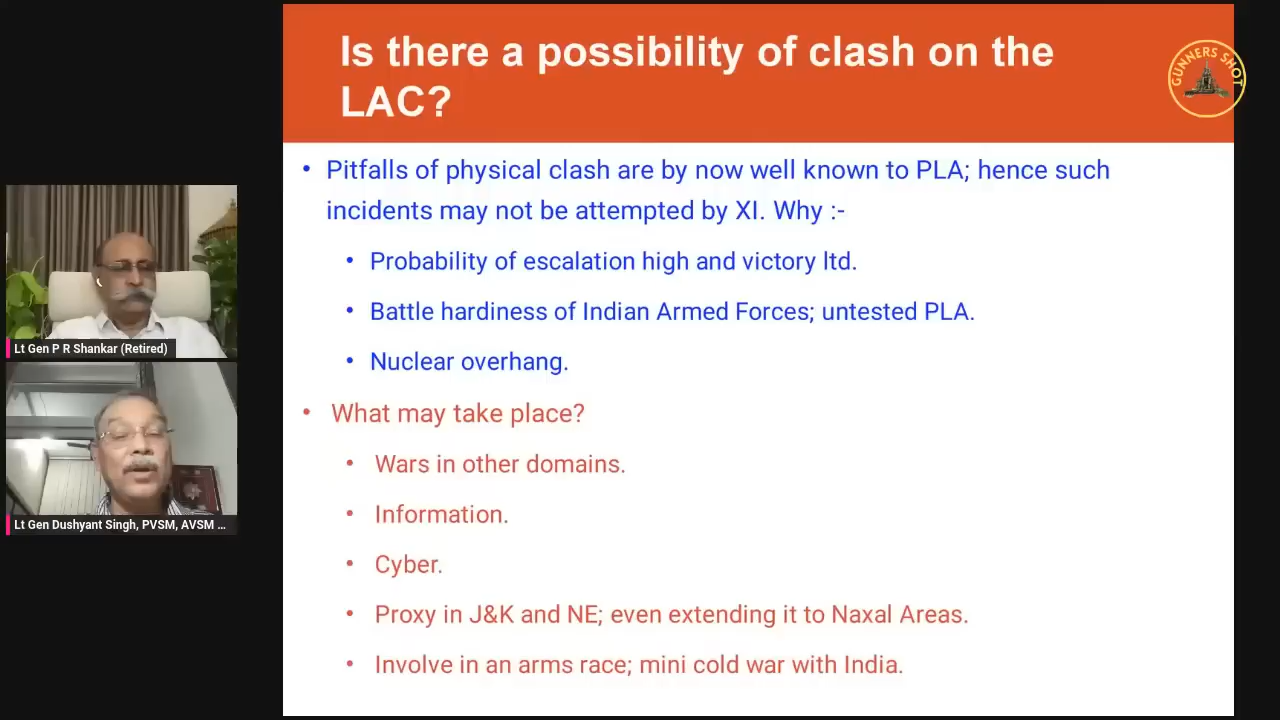 Is there a possibility of clash on the
LAC?
GUNNERS SHOT
• Pitfalls of physical clash are by now well known to PLA; hence such
incidents may not be attempted by XI. Why :-
• Probability of escalation high and victory ltd.
• Battle hardiness of Indian Armed Forces; untested PLA.
• Nuclear overhang.
• What may take place?
• Wars in other domains.
• Information.
• Cyber.
• Proxy in J&K and NE; even extending it to Naxal Areas.
• Involve in an arms race; mini cold war with India.
Lt Gen P R Shankar (Retired)
Lt Gen Dushyant Singh, PVSM, AVSM ...